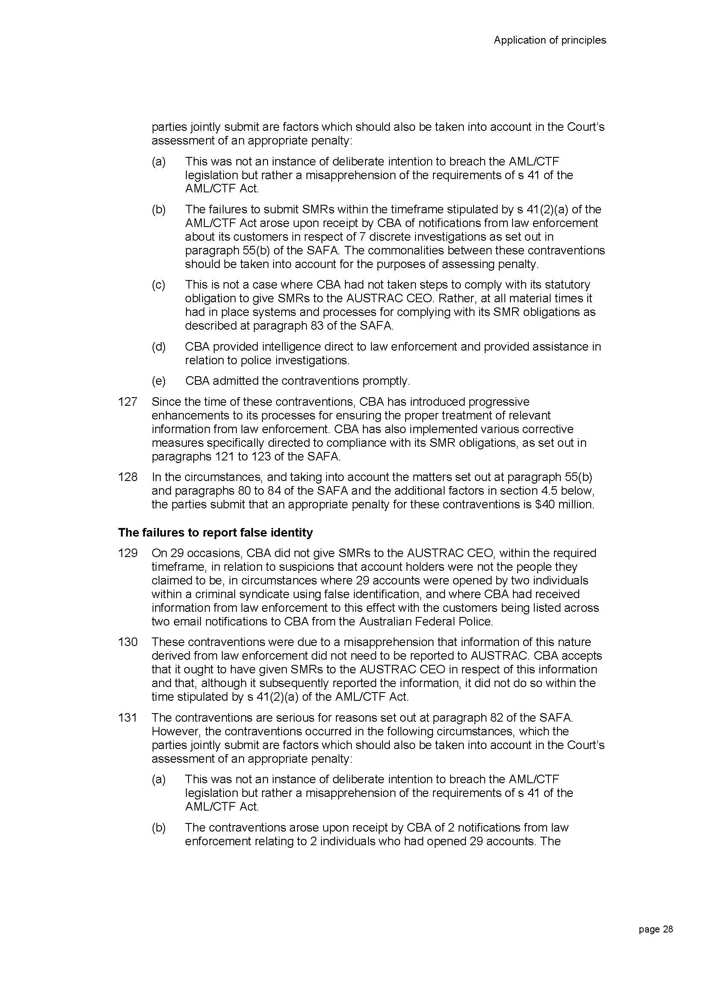 Application of principles
parties jointly submit are factors which should also be taken into account in the Court's
assessment of an appropriate penalty:
(a) This was not an instance of deliberate intention to breach the AML/CTF
legislation but rather a misapprehension of the requirements of s 41 of the
AML/CTF Act.
(b) The failures to submit SMRs within the timeframe stipulated by s 41(2)(a) of the
AML/CTF Act arose upon receipt by CBA of notifications from law enforcement
about its customers in respect of 7 discrete investigations as set out in
paragraph 55(b) of the SAFA. The commonalities between these contraventions
should be taken into account for the purposes of assessing penalty.
(c) This is not a case where CBA had not taken steps to comply with its statutory
obligation to give SMRs to the AUSTRAC CEO. Rather, at all material times it
had in place systems and processes for complying with its SMR obligations as
described at paragraph 83 of the SAFA.
(d) CBA provided intelligence direct to law enforcement and provided assistance in
relation to police investigations.
(e) CBA admitted the contraventions promptly.
127 Since the time of these contraventions, CBA has introduced progressive
enhancements to its processes for ensuring the proper treatment of relevant
information from law enforcement. CBA has also implemented various corrective
measures specifically directed to compliance with its SMR obligations, as set out in
paragraphs 121 to 123 of the SAFA.
128 In the circumstances, and taking into account the matters set out at paragraph 55(b)
and paragraphs 80 to 84 of the SAFA and the additional factors in section 4.5 below,
the parties submit that an appropriate penalty for these contraventions is $40 million.
The failures to report false identity
129 On 29 occasions, CBA did not give SMRs to the AUSTRAC CEO, within the required
timeframe, in relation to suspicions that account holders were not the people they
claimed to be, in circumstances where 29 accounts were opened by two individuals
within a criminal syndicate using false identification, and where CBA had received
information from law enforcement to this effect with the customers being listed across
two email notifications to CBA from the Australian Federal Police.
130 These contraventions were due to a misapprehension that information of this nature
derived from law enforcement did not need to be reported to AUSTRAC. CBA accepts
that it ought to have given SMRs to the AUSTRAC CEO in respect of this information
and that, although it subsequently reported the information, it did not do so within the
time stipulated by s 41(2)(a) of the AML/CTF Act.
131 The contraventions are serious for reasons set out at paragraph 82 of the SAFA.
However, the contraventions occurred in the following circumstances, which the
parties jointly submit are factors which should also be taken into account in the Court's
assessment of an appropriate penalty:
(a) This was not an instance of deliberate intention to breach the AML/CTF
legislation but rather a misapprehension of the requirements of s 41 of the
AML/CTF Act.
(b) The contraventions arose upon receipt by CBA of 2 notifications from law
enforcement relating to 2 individuals who had opened 29 accounts. The
page 28